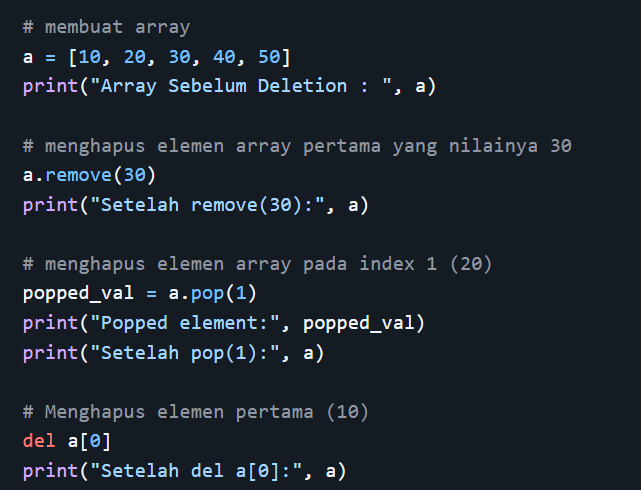 # membuat array
a = [10, 20, 30, 40, 50]
print("Array Sebelum Deletion : ", a)
# menghapus elemen array pertama yang nilainya 30
a.remove(30)
print("Setelah remove(30):", a)
# menghapus elemen array pada index 1 (20)
popped_val = a.pop(1)
print("Popped element:", popped_val)
print("Setelah pop(1):", a)
# Menghapus elemen pertama (10)
del a[0]
print("Setelah del a[0]:", a)